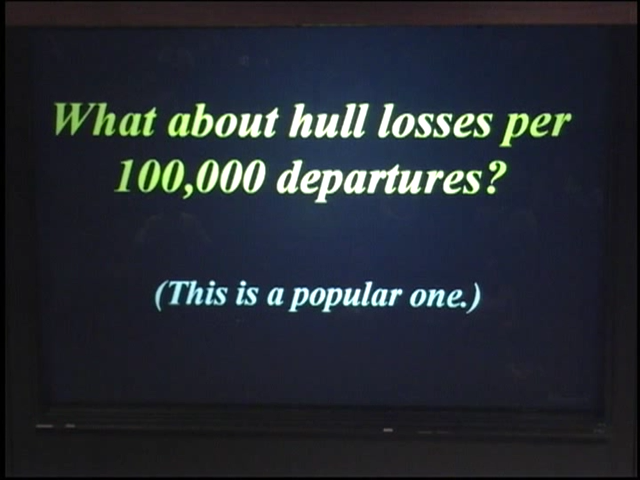 What about hull losses per
100,000 departures?
(This is a popular one.)